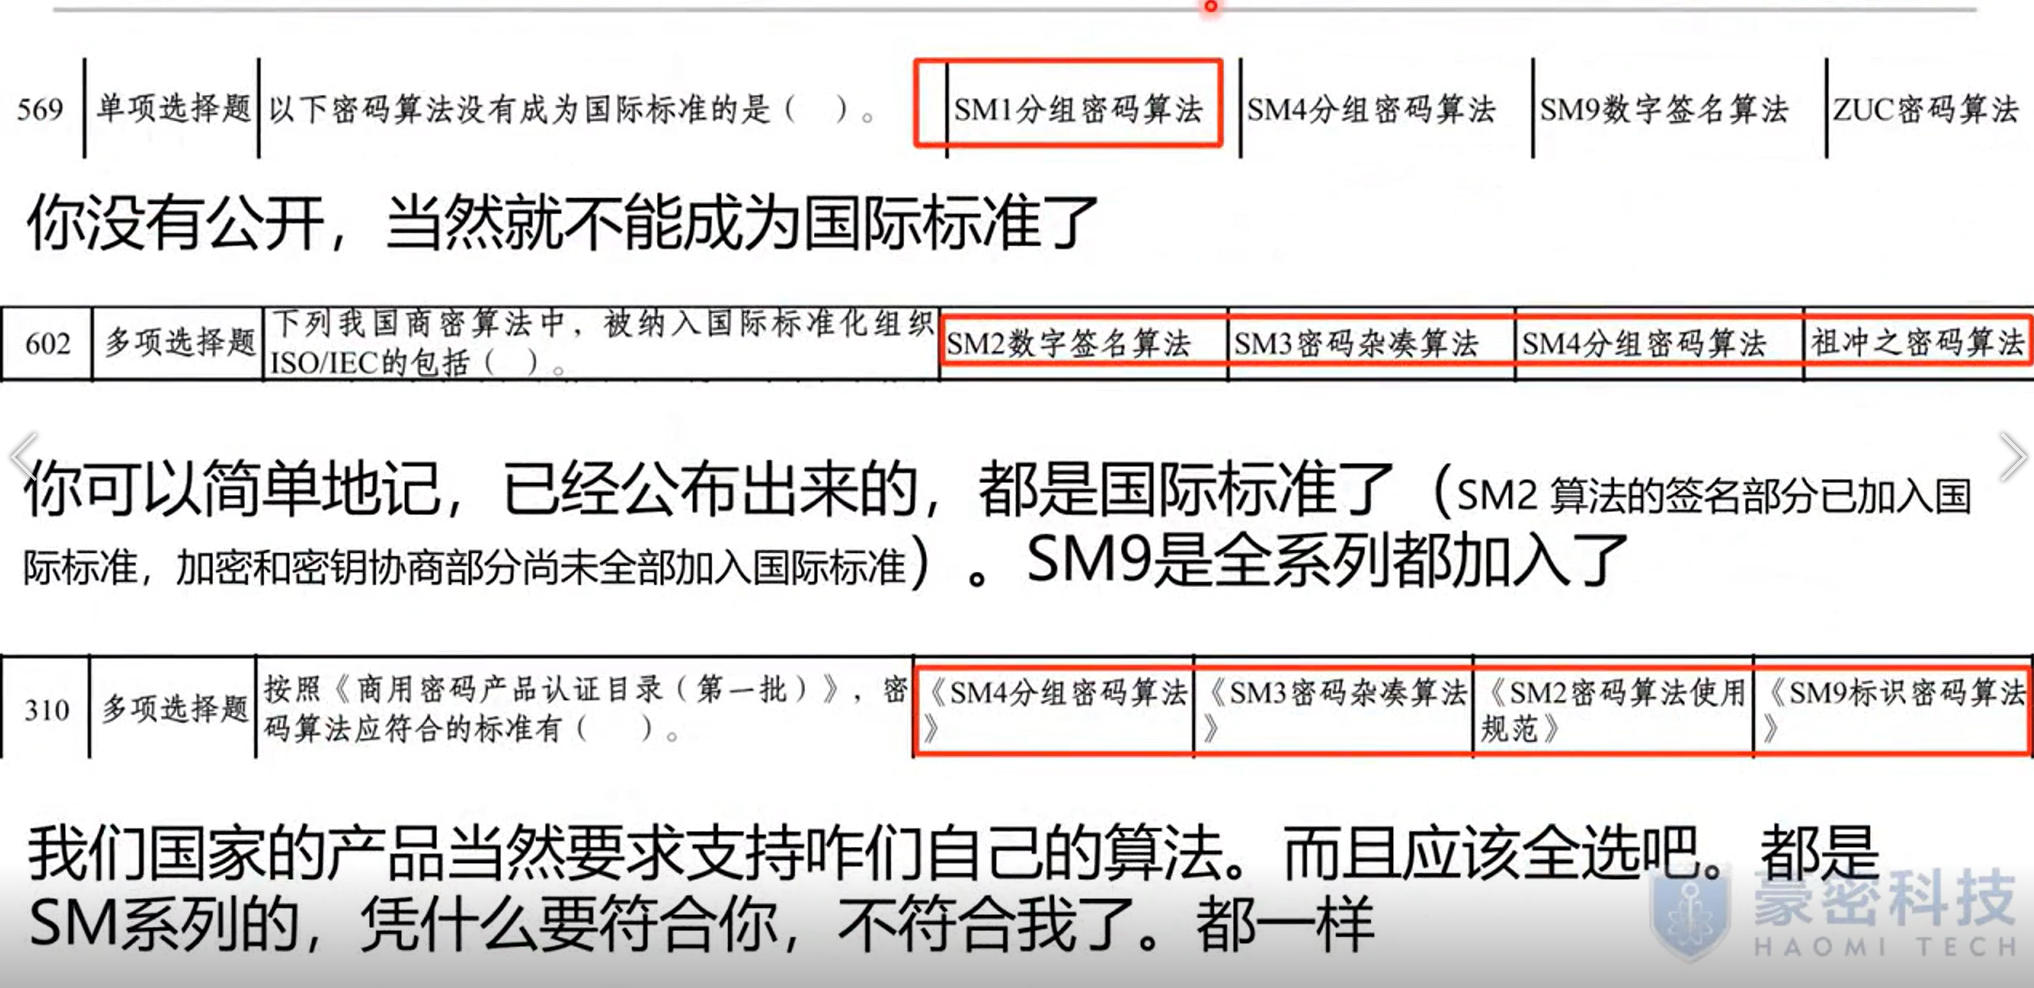 569 单项选择题 以下密码算法没有成为国际标准的是（ ）。 SM1分组密码算法 SM4分组密码算法 SM9数字签名算法 ZUC密码算法
你没有公开，当然就不能成为国际标准了
602 多项选择题 下列我国商密算法中，被纳入国际标准化组织
ISO/IEC的包括（ ）。 SM2数字签名算法 SM3密码杂凑算法 SM4分组密码算法 祖冲之密码算法
你可以简单地记，已经公布出来的，都是国际标准了（SM2 算法的签名部分已加入国
际标准，加密和密钥协商部分尚未全部加入国际标准）。SM9是全系列都加入了
310 多项选择题 按照《商用密码产品认证目录（第一批）》，密
码算法应符合的标准有（ ）。 《SM4分组密码算法
》 《SM3密码杂凑算法
》 《SM2密码算法使用
规范》 《SM9标识密码算法
》
我们国家的产品当然要求支持咱们自己的算法。而且应该全选吧。都是
SM系列的，凭什么要符合你，不符合我了。都一样
豪密科技
HAOMI TECH